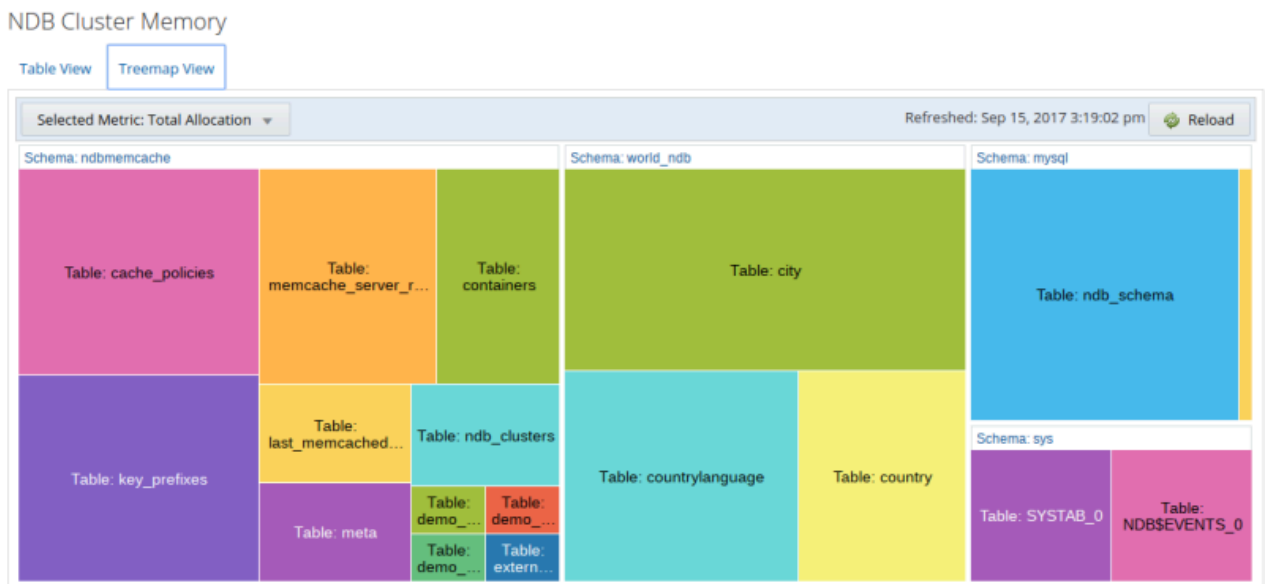 NDB Cluster Memory
Table View
Treemap View
Selected Metric: Total Allocation
Refreshed: Sep 15, 2017 3:19:02 pm
Reload
Schema: ndbmemcache
Schema: world_ndb
Schema: mysql
Table: cache_policies
Table:
memcache_server_r...
Table:
containers
Table: key_prefixes
Table:
last_memcached...
Table: ndb_clusters
Table: meta
Table:
demo_...
Table:
demo_...
Table:
demo_...
Table:
extern...
Table: city
Table: countrylanguage
Table: country
Table: ndb_schema
Schema: sys
Table: SYSTAB_0
Table:
NDB$EVENTS_0